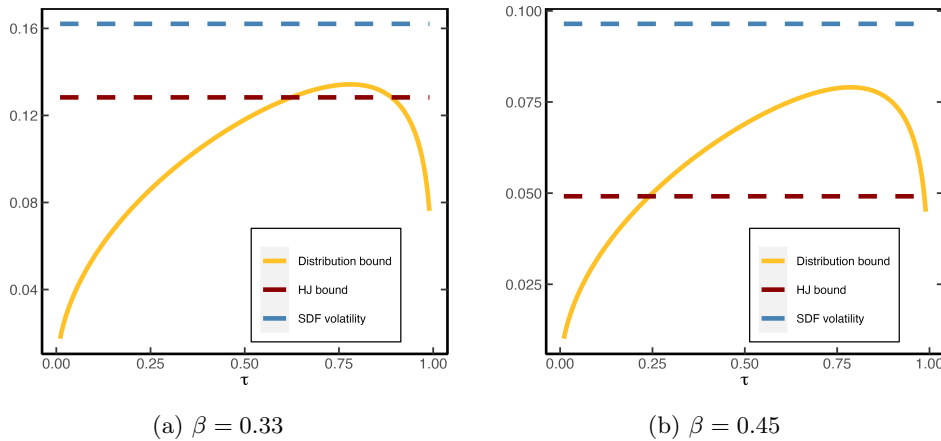 0.16
0.12
0.08
0.04
Distribution bound
HJ bound
SDF volatility
0.00 0.25 0.50 0.75 1.00
τ
(a) β = 0.33
0.100
0.075
0.050
0.025
Distribution bound
HJ bound
SDF volatility
0.00 0.25 0.50 0.75 1.00
τ
(b) β = 0.45